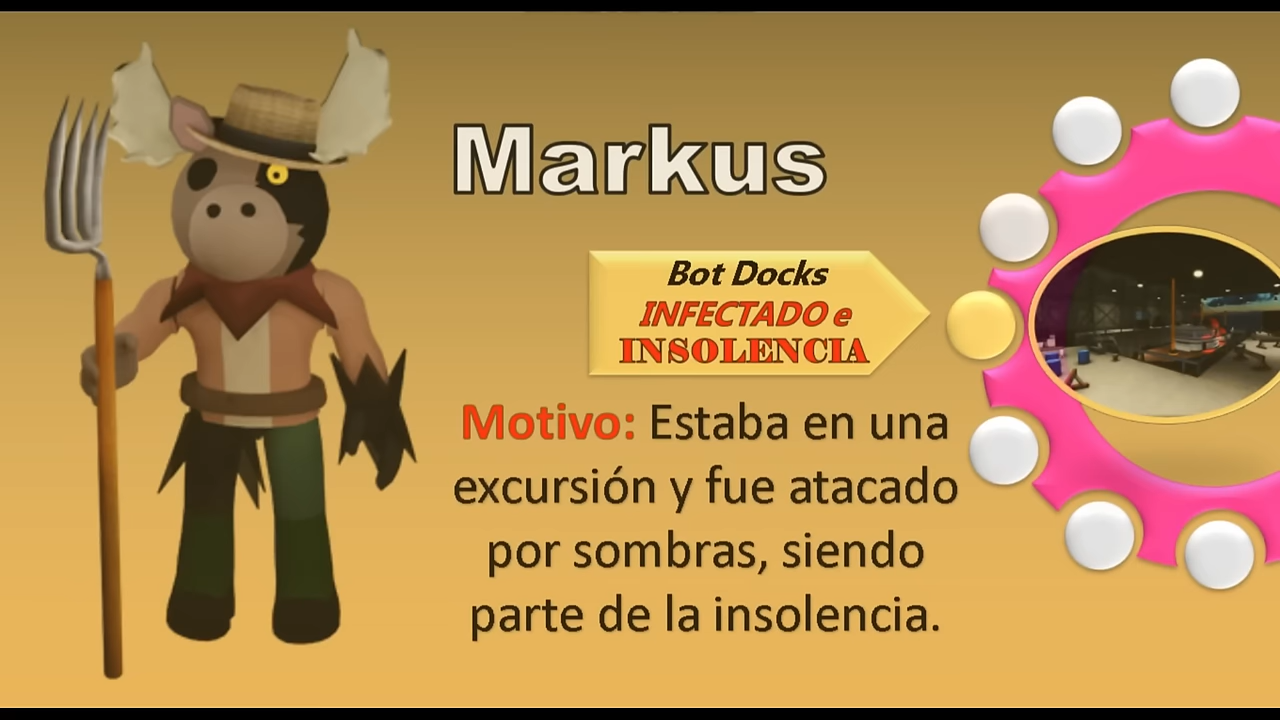 Markus
Bot Docks
INFECTADO e
INSOLENCIA
Motivo: Estaba en una
excursión y fue atacado
por sombras, siendo
parte de la insolencia.